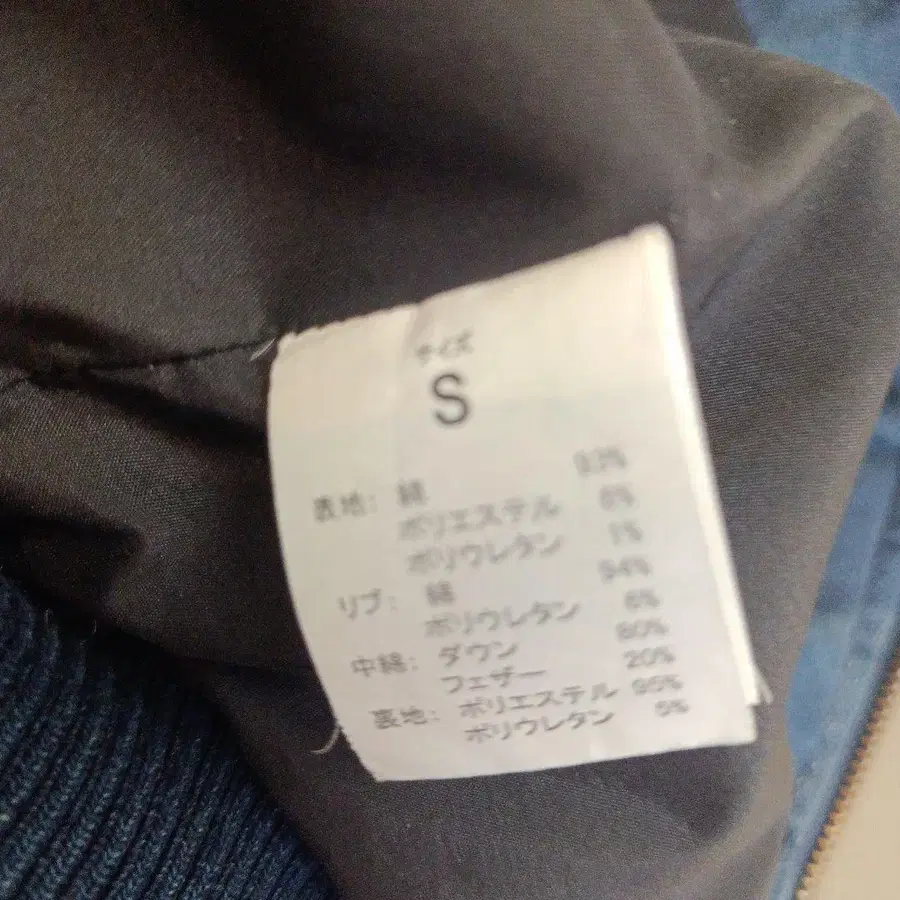 サイズ
S
表地: 綿 93%
ポリエステル 6%
ポリウレタン 1%
リブ: 綿 94%
ポリウレタン 6%
中綿: ダウン 80%
フェザー 20%
裏地: ポリエステル 95%
ポリウレタン 5%